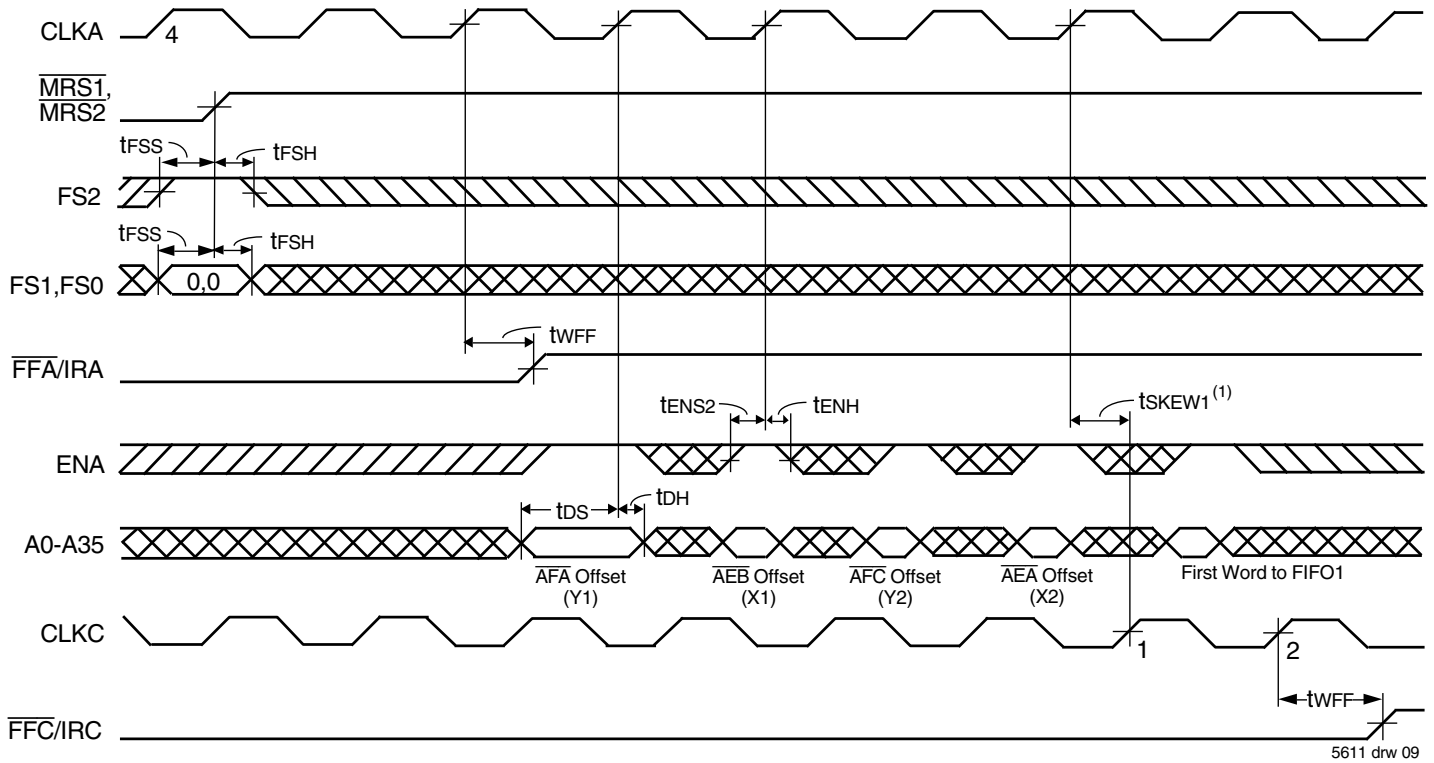 CLKA
4
MRS1,
MRS2
tFSS
tFSH
FS2
tFSS
tFSH
FS1,FS0
0,0
tWFF
FFA/IRA
tENS2
tENH
tSKEW1(1)
ENA
tDS
tDH
A0-A35
AFA Offset
(Y1)
AEB Offset
(X1)
AFC Offset
(Y2)
AEA Offset
(X2)
First Word to FIFO1
CLKC
1
2
tWFF
FFC/IRC
5611 drw 09